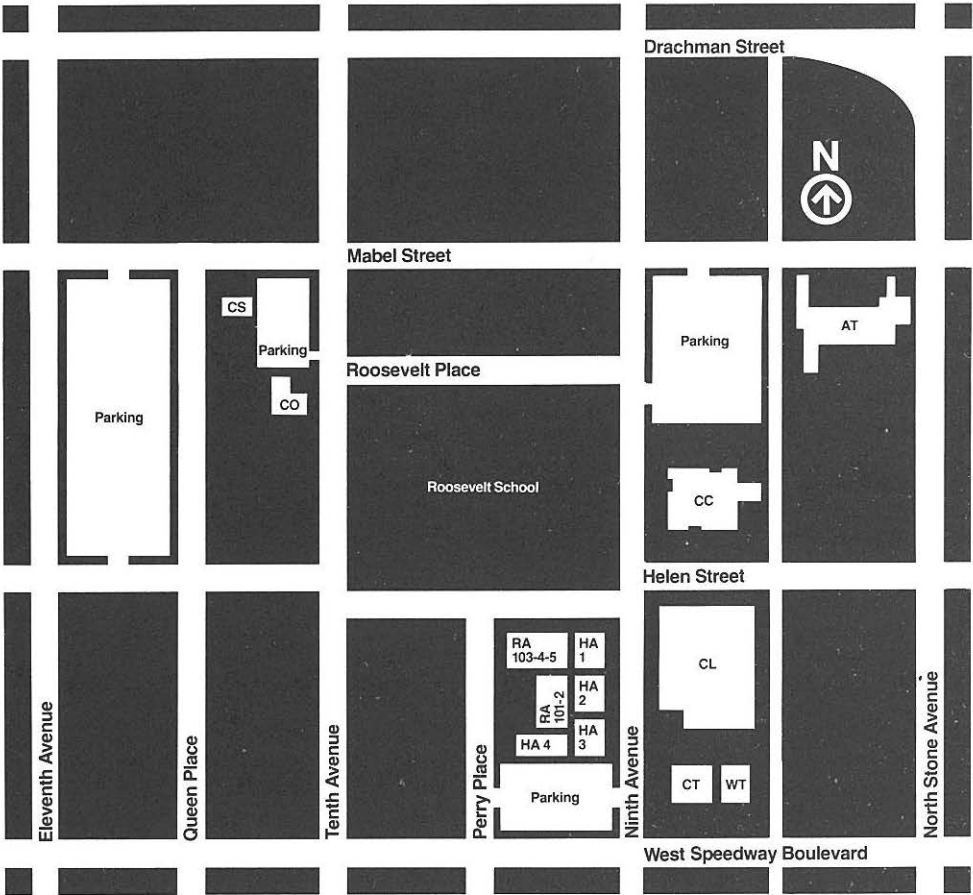 Drachman Street
N
Mabel Street
CS
Parking
CO
Parking
Parking
AT
Roosevelt Place
Roosevelt School
CC
Helen Street
RA
103-4-5
HA
1
RA
101-2
HA
2
HA 4
HA
3
Parking
CL
CT
WT
Eleventh Avenue
Queen Place
Tenth Avenue
Perry Place
Ninth Avenue
North Stone Avenue
West Speedway Boulevard